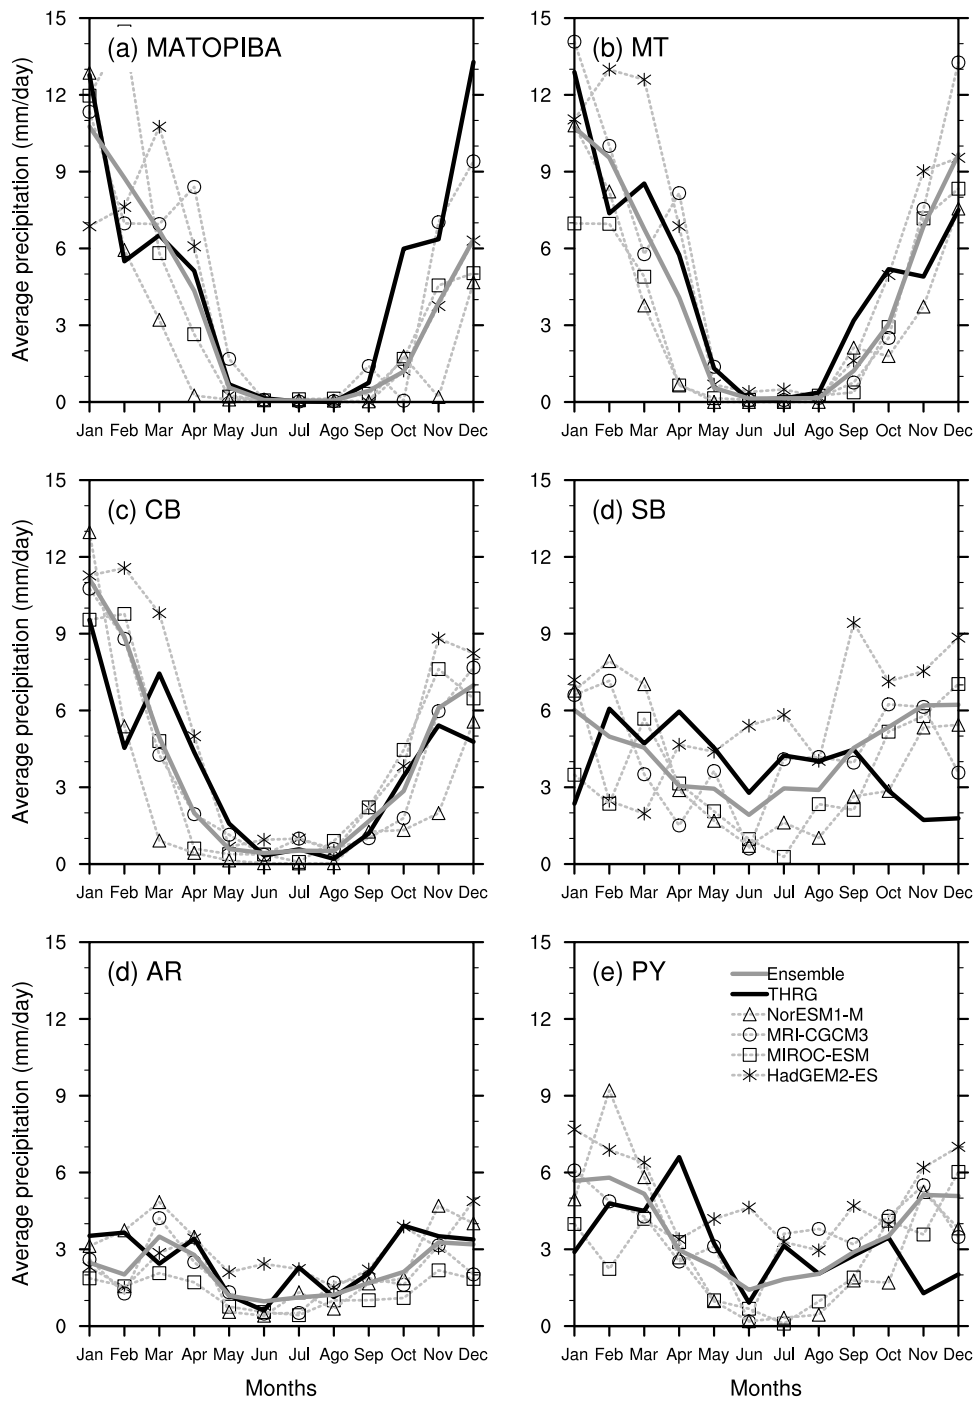 (a) MATOPIBA
Average precipitation (mm/day)
15
12
9
6
3
0
Jan Feb Mar Apr May Jun Jul Ago Sep Oct Nov Dec
(b) MT
15
12
9
6
3
0
Jan Feb Mar Apr May Jun Jul Ago Sep Oct Nov Dec
(c) CB
Average precipitation (mm/day)
15
12
9
6
3
0
Jan Feb Mar Apr May Jun Jul Ago Sep Oct Nov Dec
(d) SB
15
12
9
6
3
0
Jan Feb Mar Apr May Jun Jul Ago Sep Oct Nov Dec
(d) AR
Average precipitation (mm/day)
15
12
9
6
3
0
Jan Feb Mar Apr May Jun Jul Ago Sep Oct Nov Dec
Months
(e) PY
Ensemble
THRG
NorESM1-M
MRI-CGCM3
MIROC-ESM
HadGEM2-ES
15
12
9
6
3
0
Jan Feb Mar Apr May Jun Jul Ago Sep Oct Nov Dec
Months